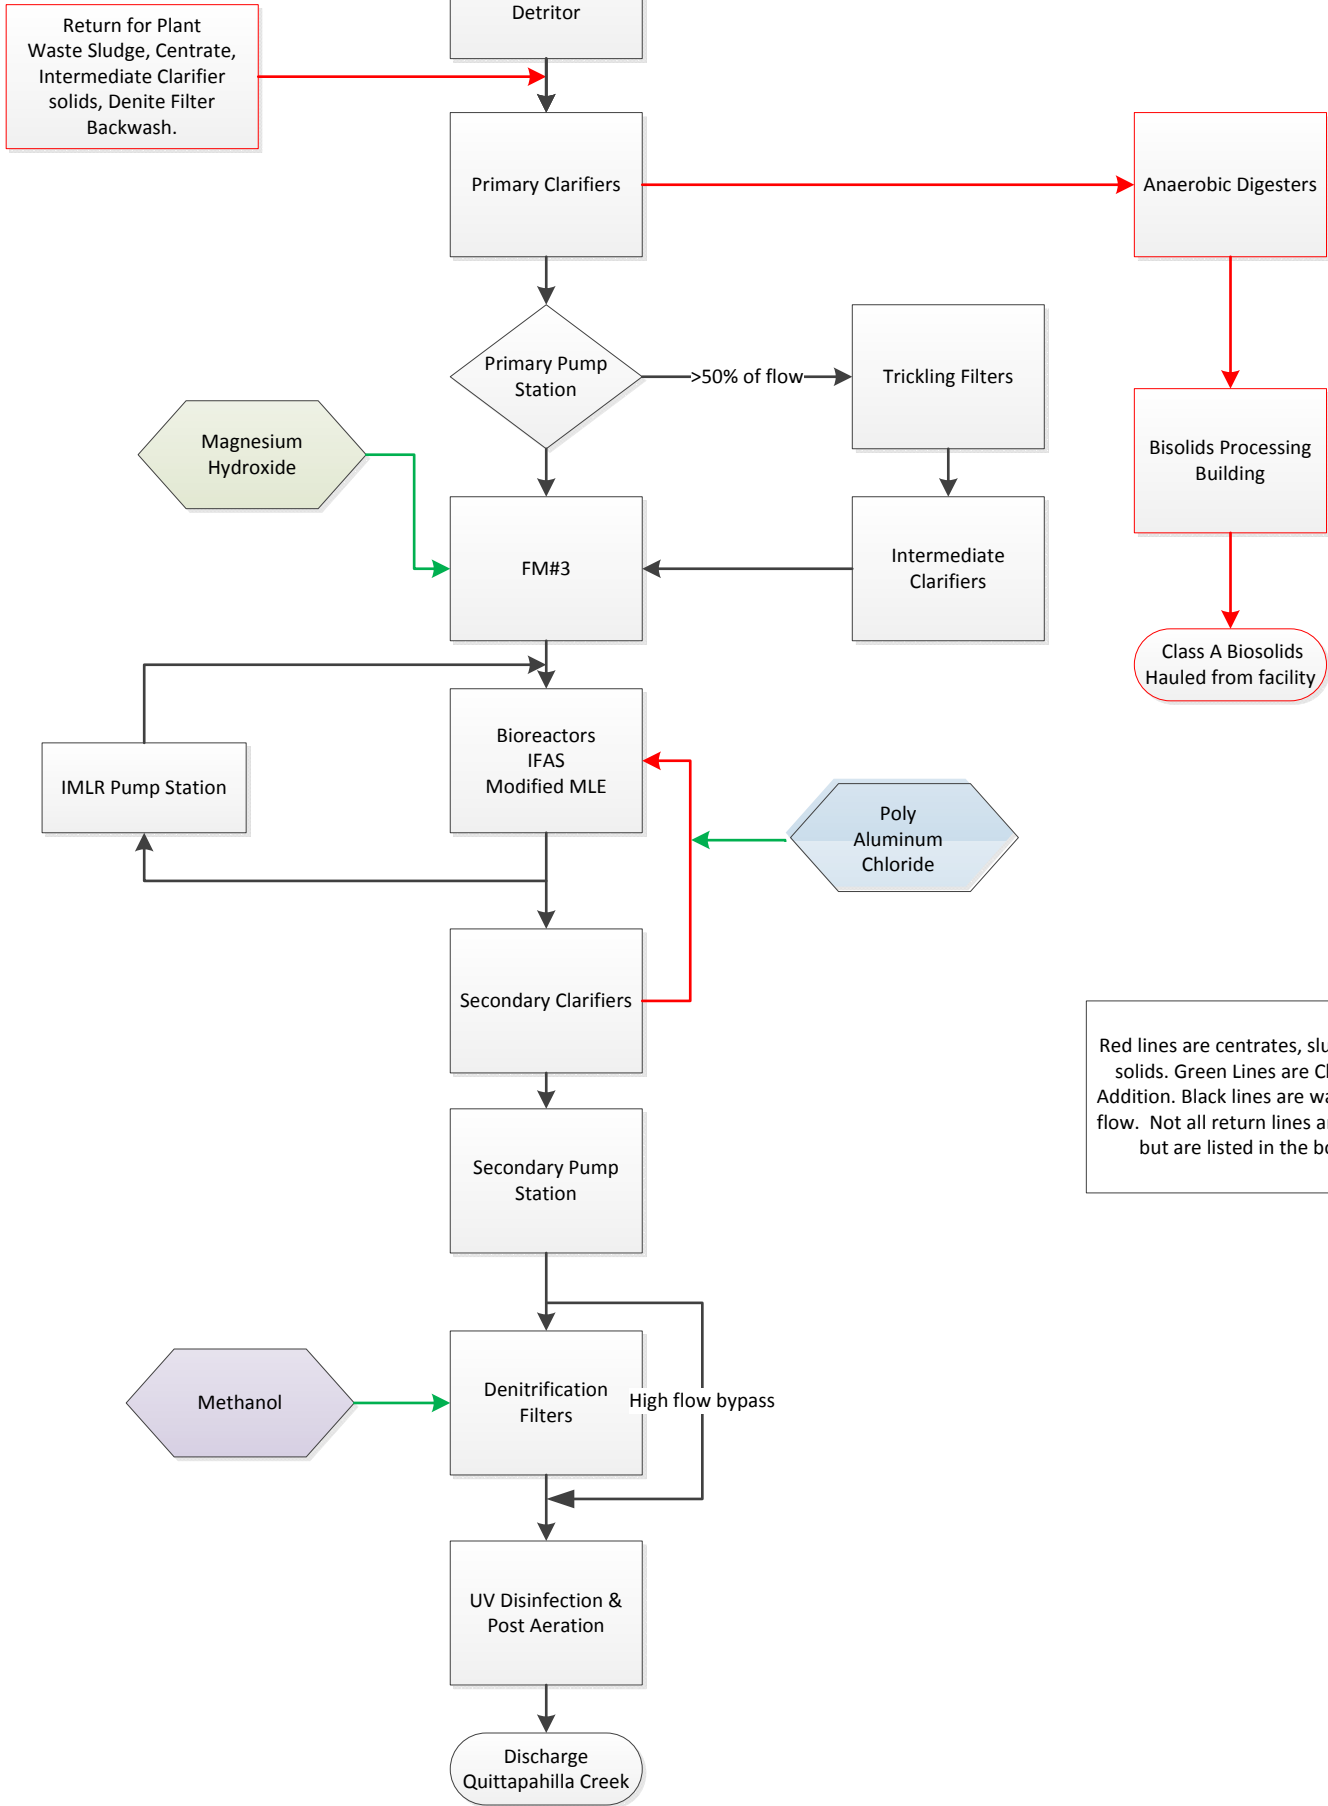 Detritor
Return for Plant
Waste Sludge, Centrate,
Intermediate Clarifier
solids, Denite Filter
Backwash.
Primary Clarifiers
Anaerobic Digesters
Primary Pump
Station
>50% of flow
Trickling Filters
Magnesium
Hydroxide
Bisolids Processing
Building
FM#3
Intermediate
Clarifiers
Class A Biosolids
Hauled from facility
Bioreactors
IFAS
Modified MLE
IMLR Pump Station
Poly
Aluminum
Chloride
Secondary Clarifiers
Red lines are centrates,
solids. Green Lines are
Addition. Black lines are
flow. Not all return lines
but are listed in the
Secondary Pump
Station
Methanol
Denitrification
Filters
High flow bypass
UV Disinfection &
Post Aeration
Discharge
Quittapahilla Creek